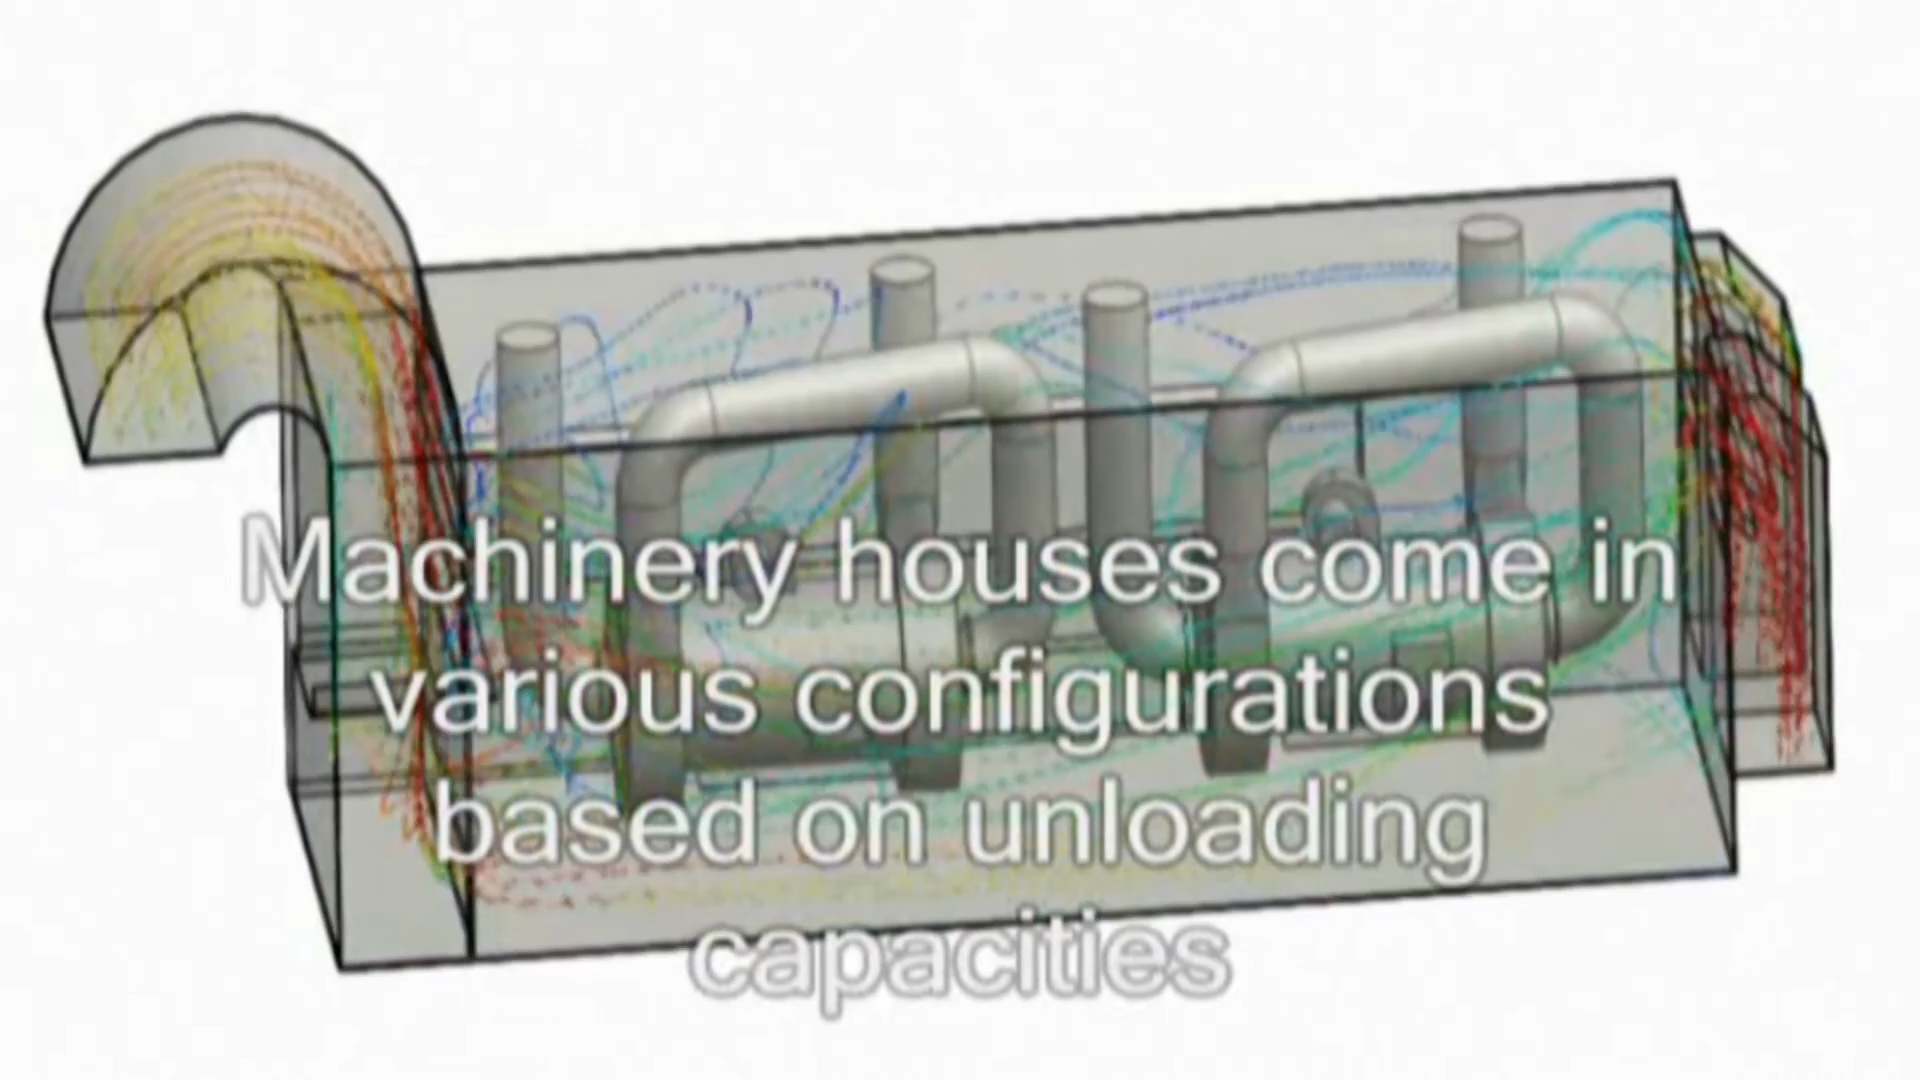 Machinery houses come in
various configurations
based on unloading
capacities